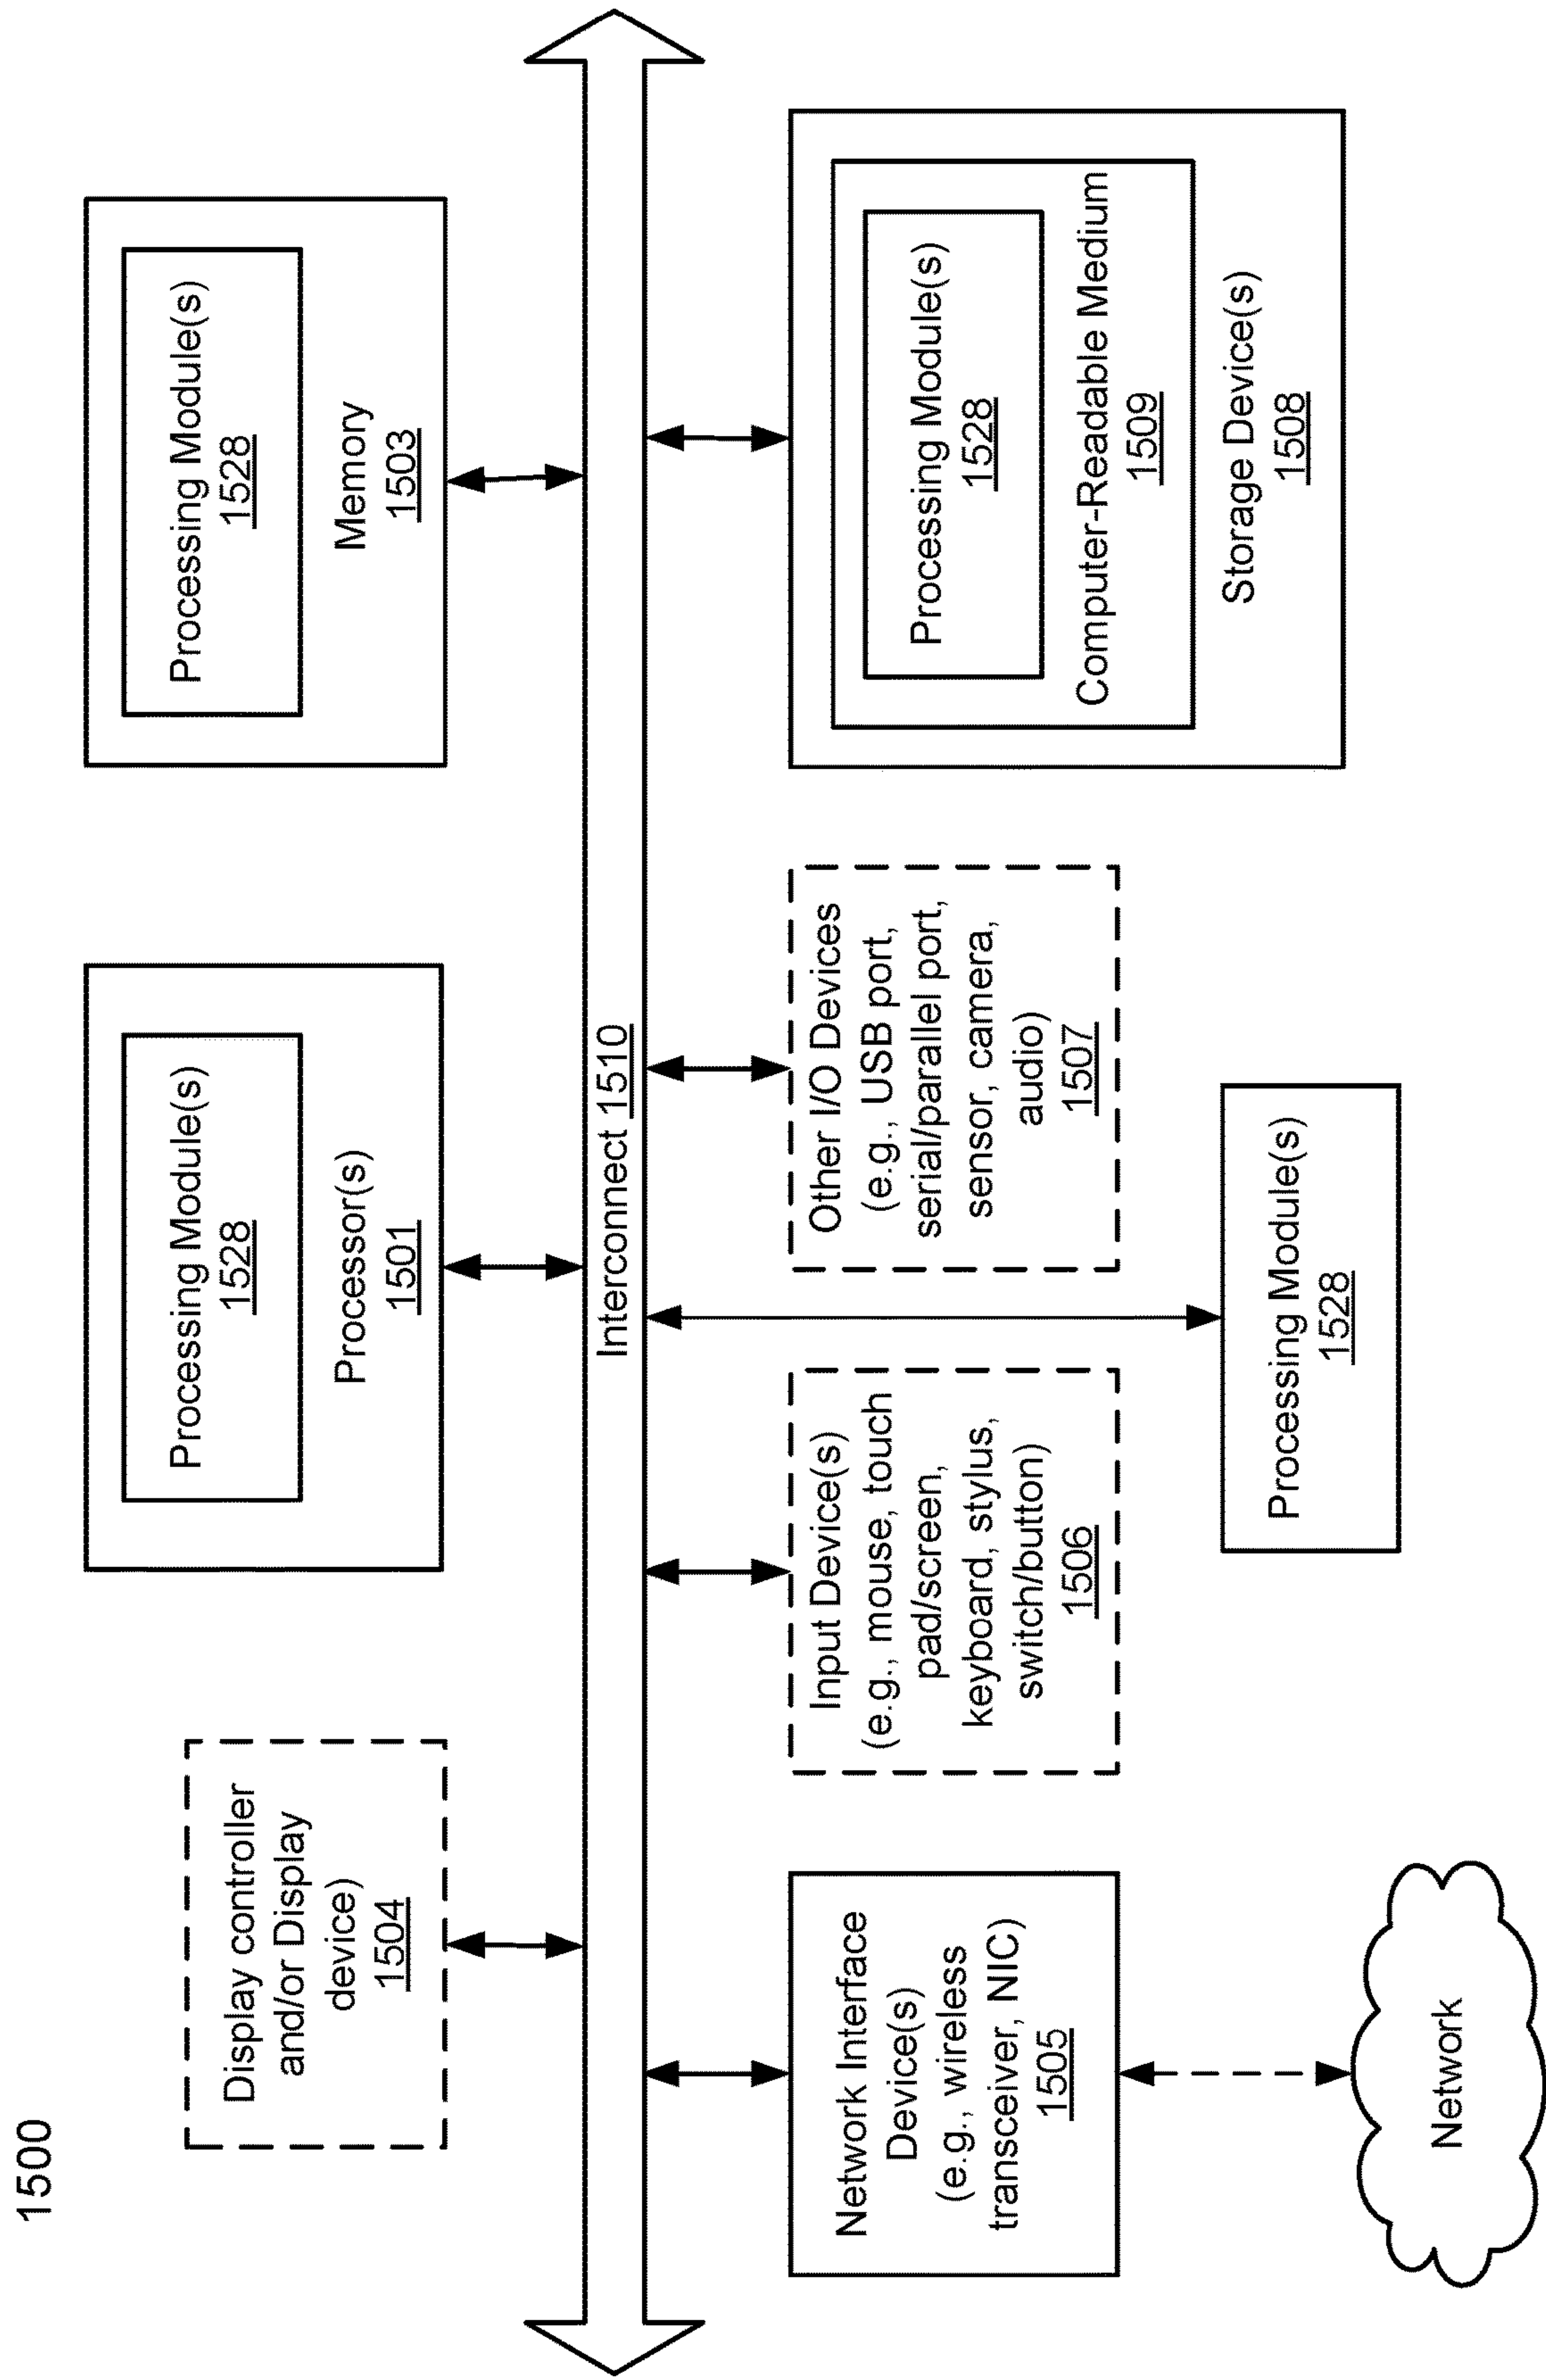 1500
Display controller
and/or Display
device)
1504
Processing Module(s)
1528
Processor(s)
1501
Processing Module(s)
1528
Memory
1503
Interconnect 1510
Network Interface
Device(s)
(e.g., wireless
transceiver, NIC)
1505
Input Device(s)
(e.g., mouse, touch
pad/screen,
keyboard, stylus,
switch/button)
1506
Other I/O Devices
(e.g., USB port,
serial/parallel port,
sensor, camera,
audio)
1507
Processing Module(s)
1528
Computer-Readable Medium
1509
Storage Device(s)
1508
Processing Module(s)
1528
Network